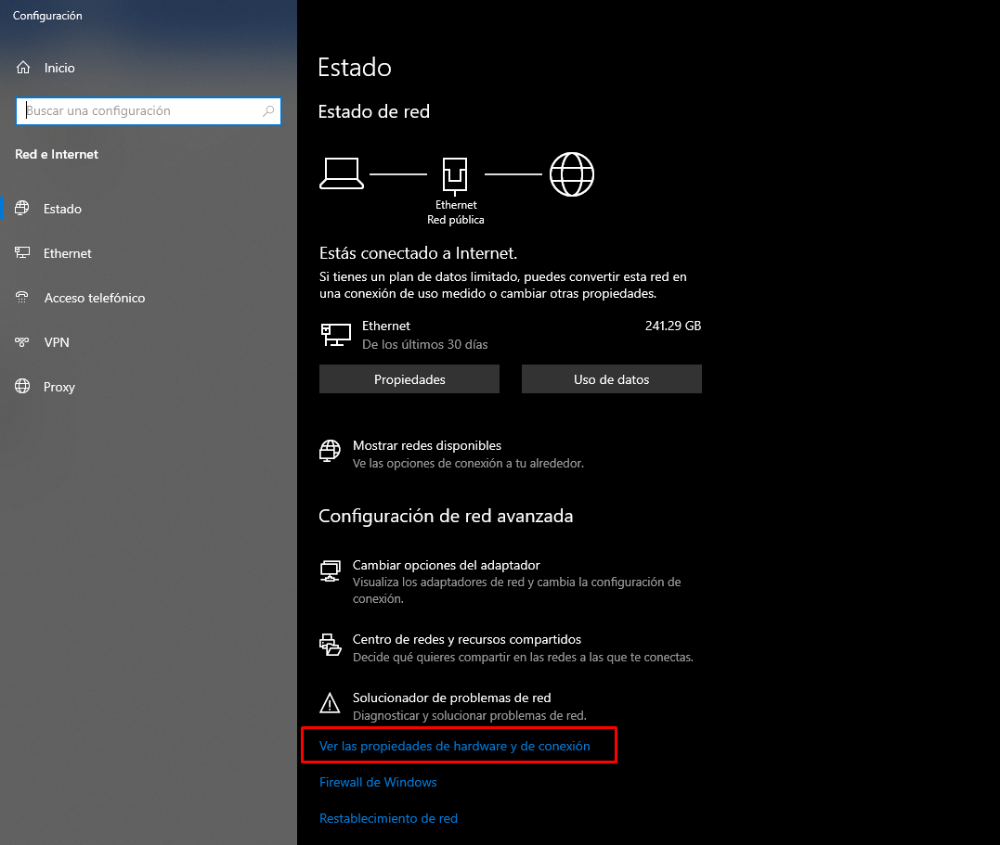 Configuración
Inicio
Buscar una configuración
Red e Internet
Estado
Ethernet
Acceso telefónico
VPN
Proxy
Estado
Estado de red
Ethernet
Red pública
Estás conectado a Internet.
Si tienes un plan de datos limitado, puedes convertir esta red en
una conexión de uso medido o cambiar otras propiedades.
Ethernet 241.29 GB
De los últimos 30 días
Propiedades Uso de datos
Mostrar redes disponibles
Ve las opciones de conexión a tu alrededor.
Configuración de red avanzada
Cambiar opciones del adaptador
Visualiza los adaptadores de red y cambia la configuración de
conexión.
Centro de redes y recursos compartidos
Decide qué quieres compartir en las redes a las que te conectas.
Solucionador de problemas de red
Diagnosticar y solucionar problemas de red.
Ver las propiedades de hardware y de conexión
Firewall de Windows
Restablecimiento de red